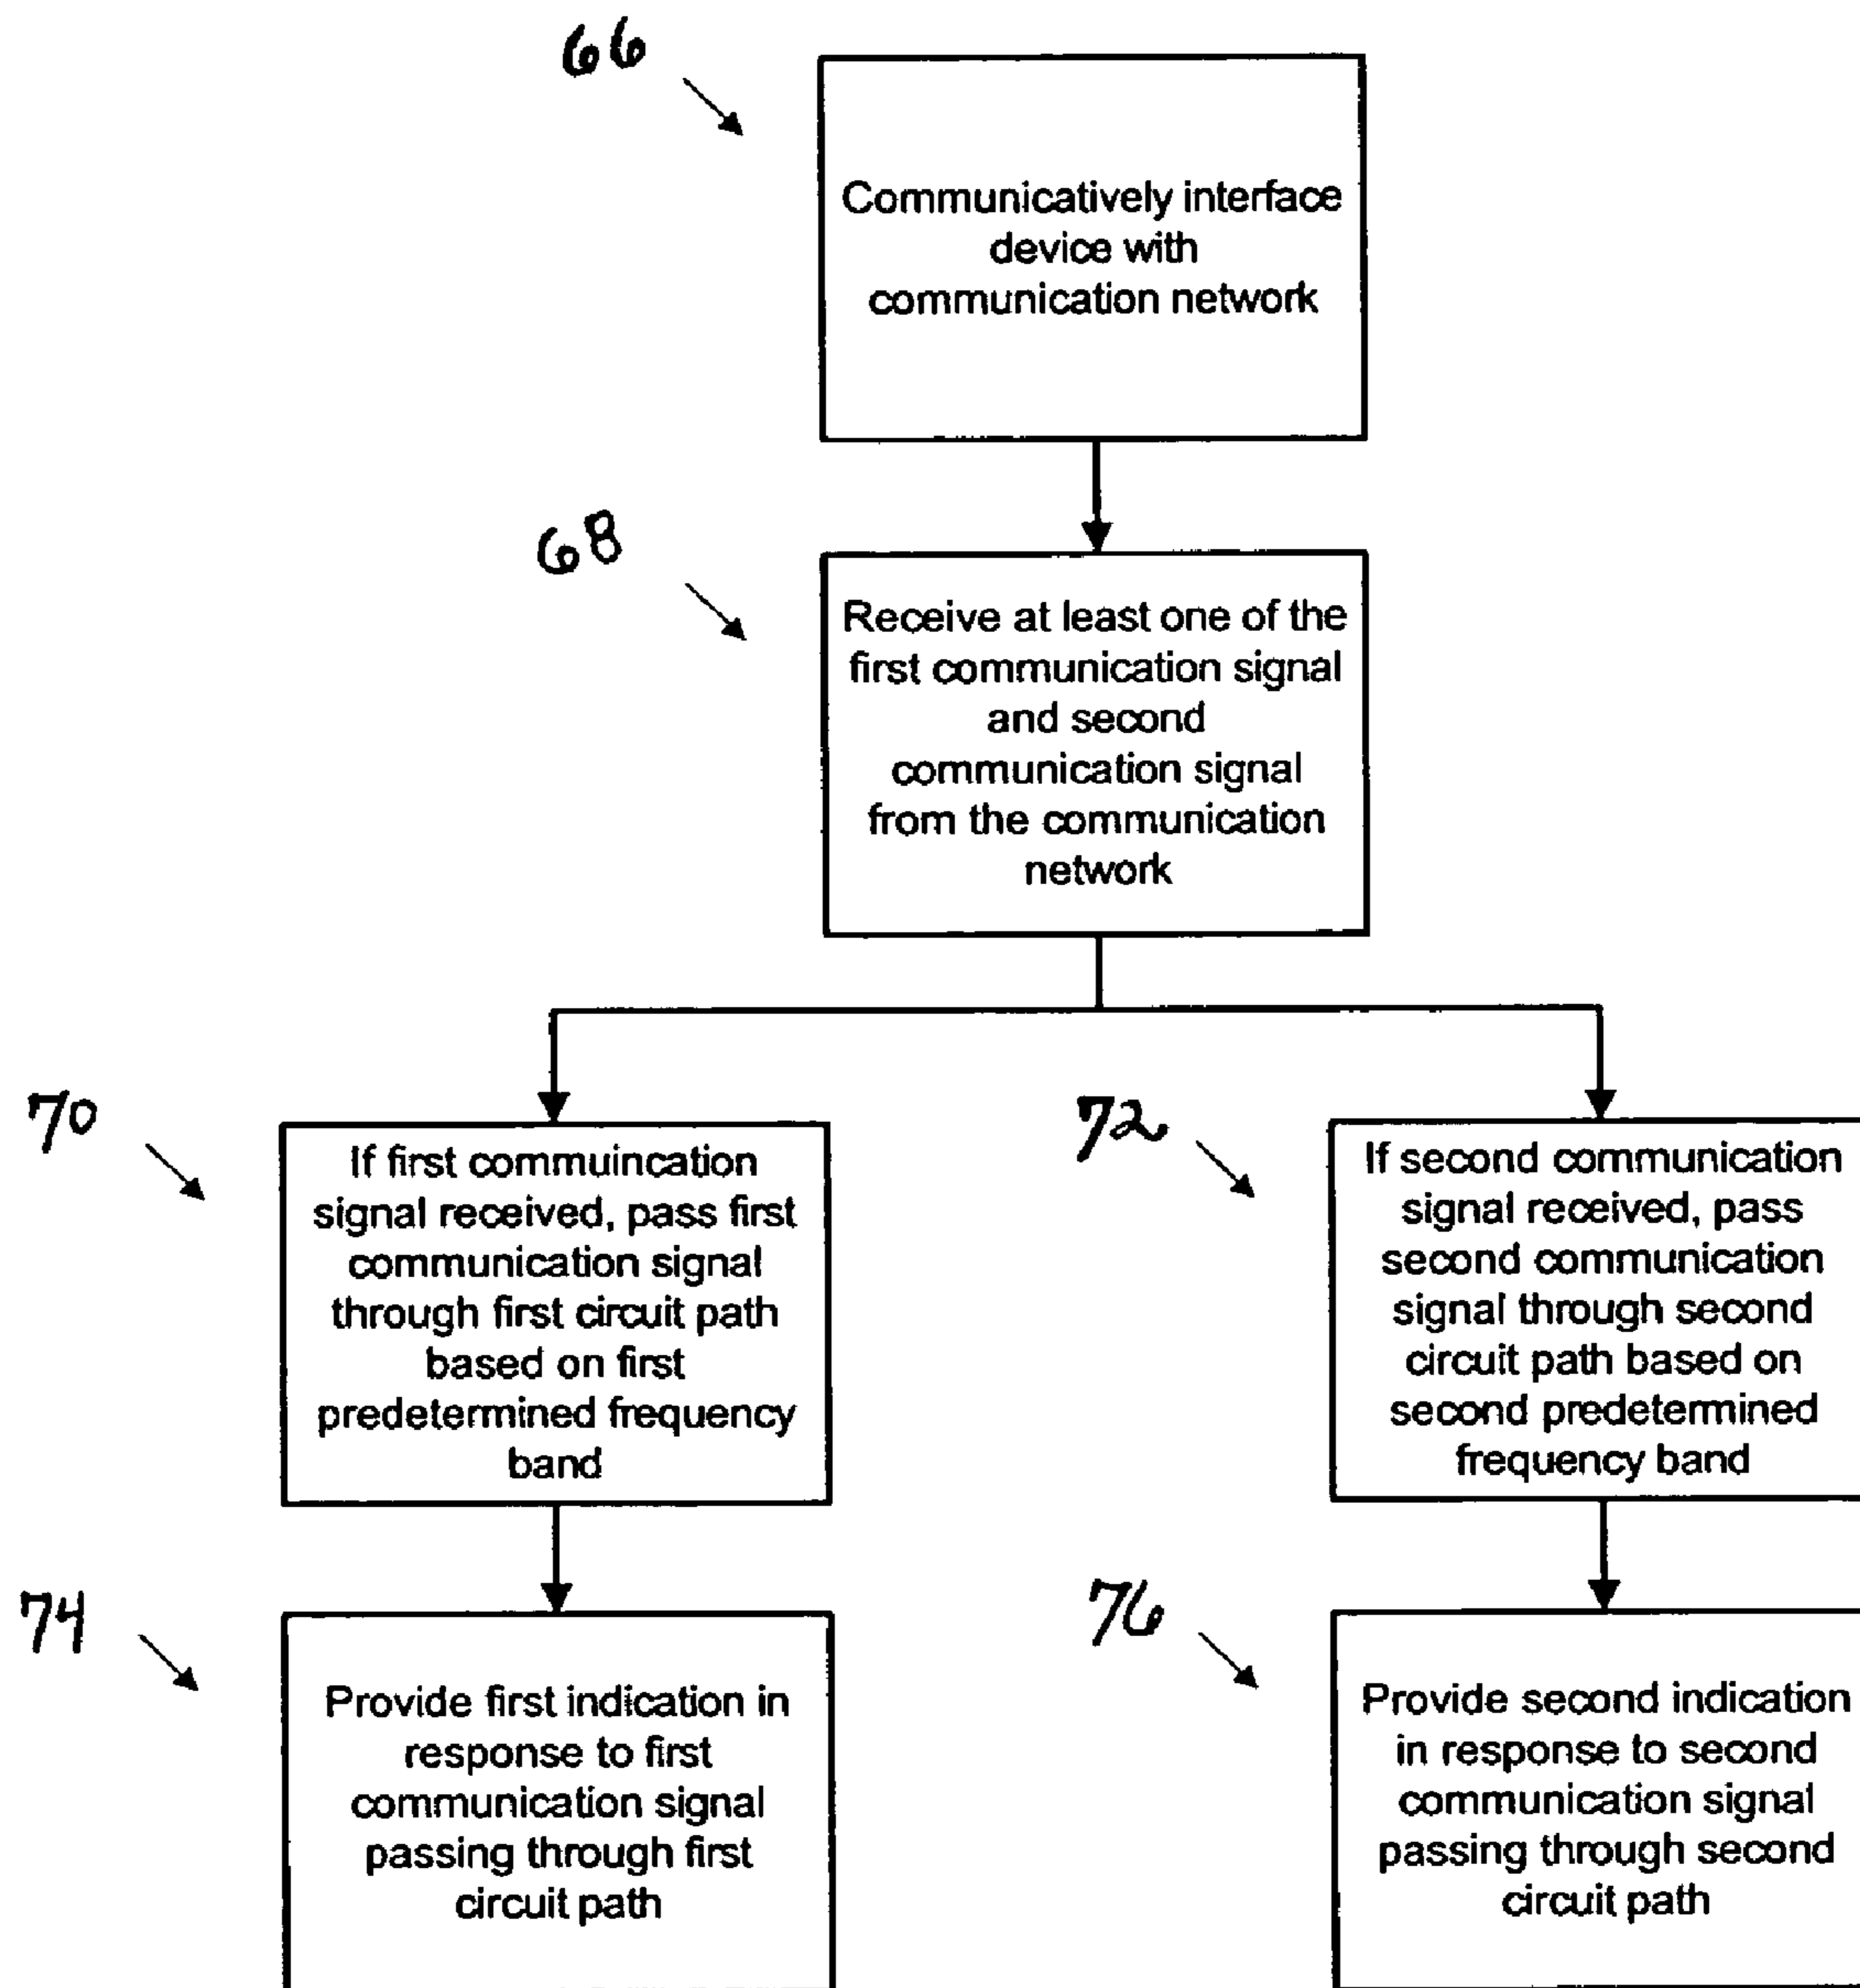 66
Communicatively interface
device with
communication network
68
Receive at least one of the
first communication signal
and second
communication signal
from the communication
network
70
If first commuincation
signal received, pass first
communication signal
through first circuit path
based on first
predetermined frequency
band
72
If second communication
signal received, pass
second communication
signal through second
circuit path based on
second predetermined
frequency band
74
Provide first indication in
response to first
communication signal
passing through first
circuit path
76
Provide second indication
in response to second
communication signal
passing through second
circuit path